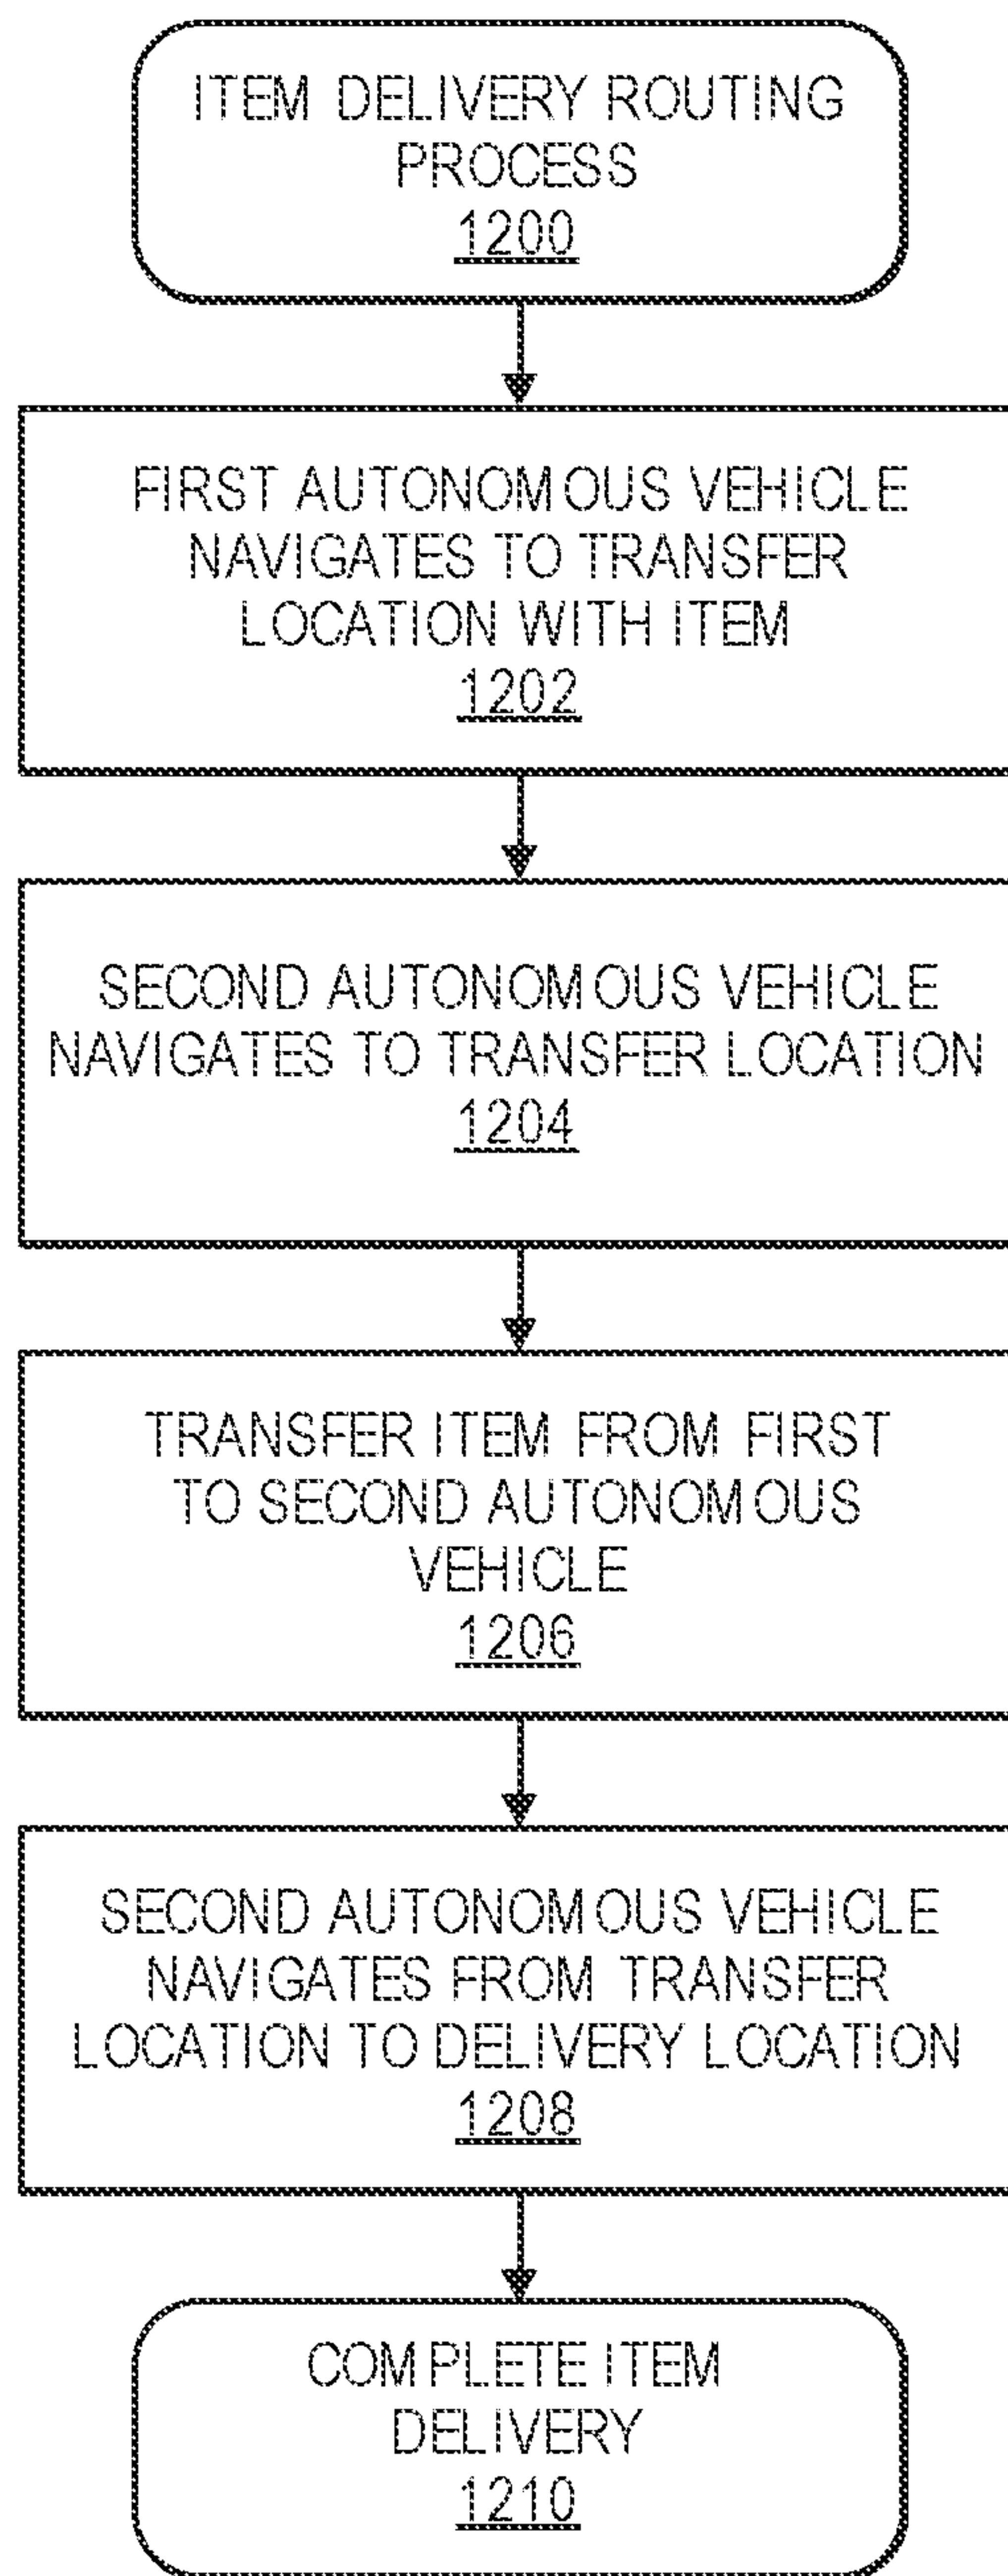 ITEM DELIVERY ROUTING
PROCESS
1200
FIRST AUTONOMOUS VEHICLE
NAVIGATES TO TRANSFER
LOCATION WITH ITEM
1202
SECOND AUTONOMOUS VEHICLE
NAVIGATES TO TRANSFER LOCATION
1204
TRANSFER ITEM FROM FIRST
TO SECOND AUTONOMOUS
VEHICLE
1206
SECOND AUTONOMOUS VEHICLE
NAVIGATES FROM TRANSFER
LOCATION TO DELIVERY LOCATION
1208
COMPLETE ITEM
DELIVERY
1210